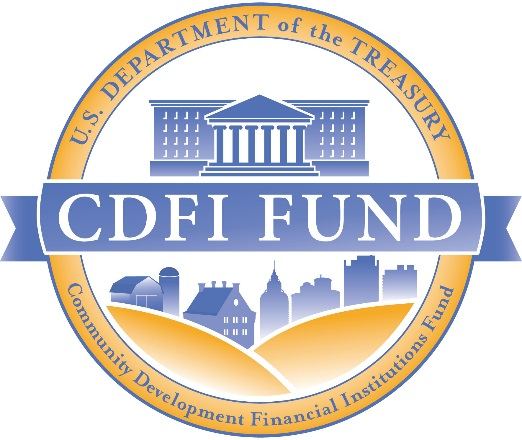 U.S. DEPARTMENT of the TREASURY
CDFI FUND
Community Development Financial Institutions Fund